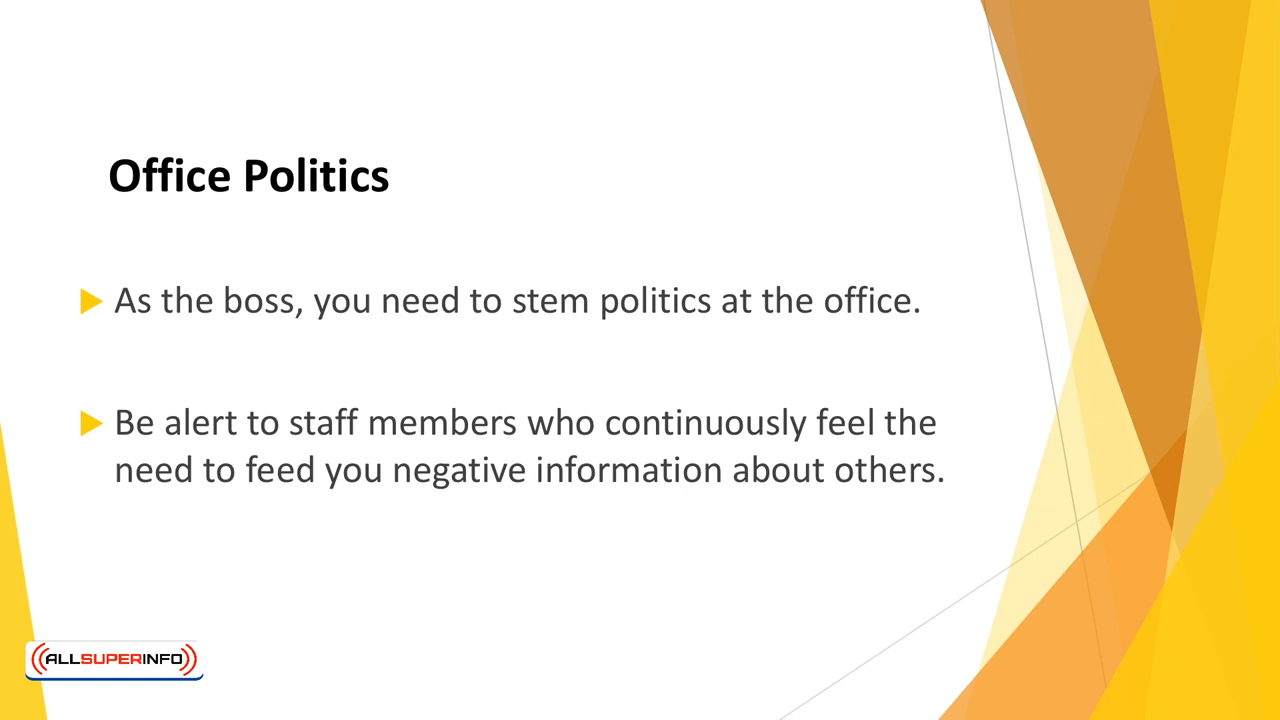 Office Politics
As the boss, you need to stem politics at the office.
Be alert to staff members who continuously feel the
need to feed you negative information about others.
ALLSUPERINFO